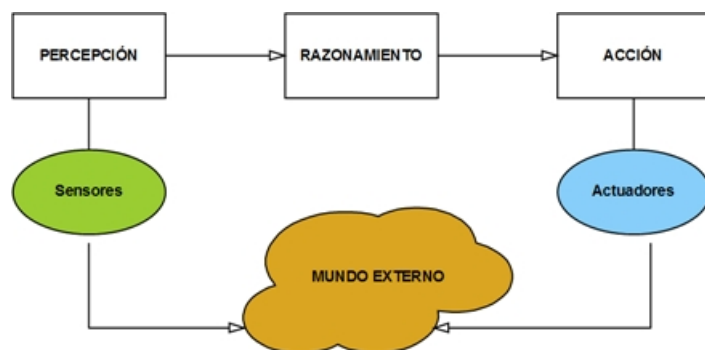 PERCEPCIÓN
RAZONAMIENTO
ACCIÓN
Sensores
Actuadores
MUNDO EXTERNO